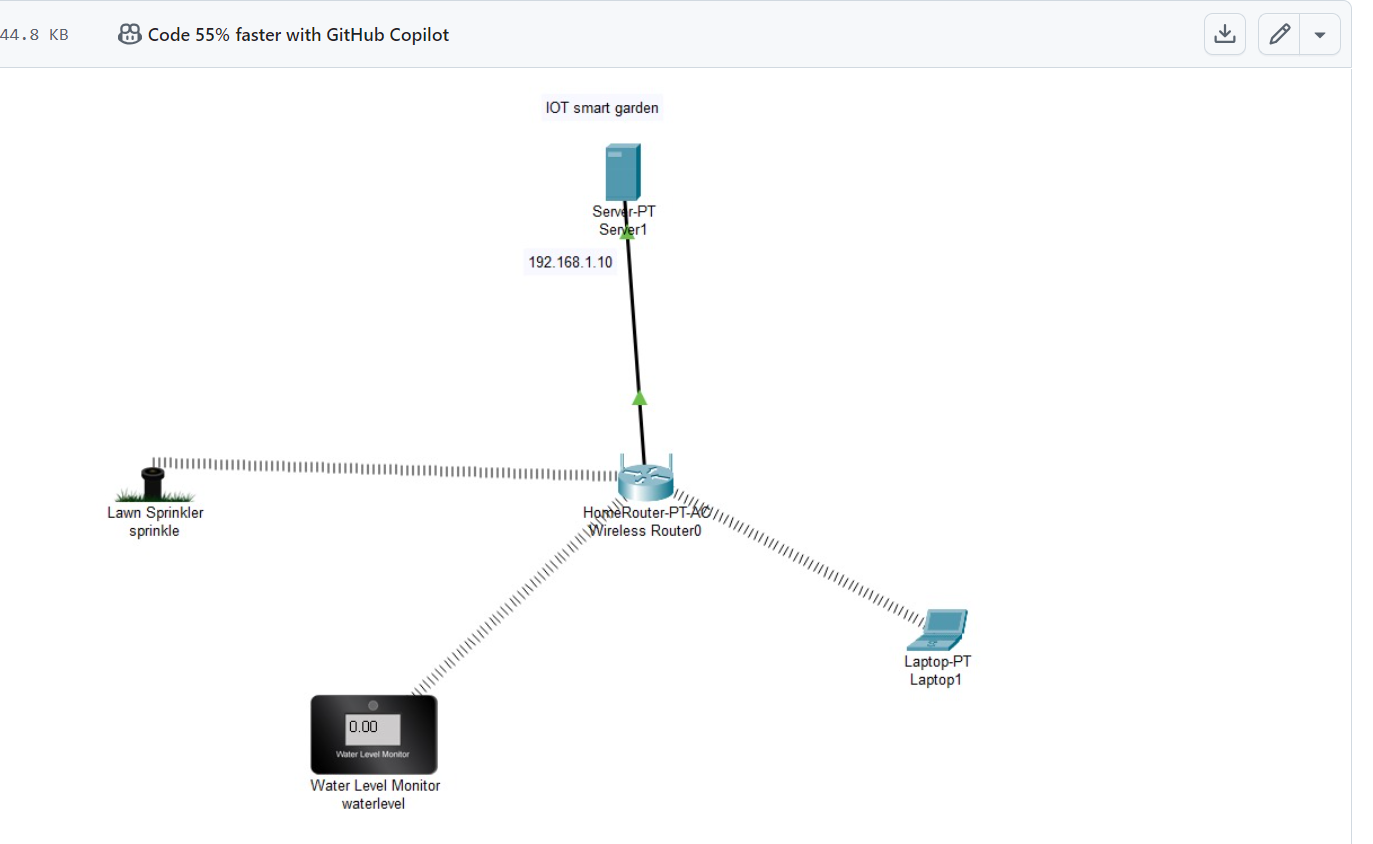 44.8 KB
Code 55% faster with GitHub Copilot
IOT smart garden
Server-PT
Server1
192.168.1.10
Lawn Sprinkler
sprinkle
HomeRouter-PT-AC
Wireless Router0
Laptop-PT
Laptop1
0.00
Water Level Monitor
Water Level Monitor
waterlevel